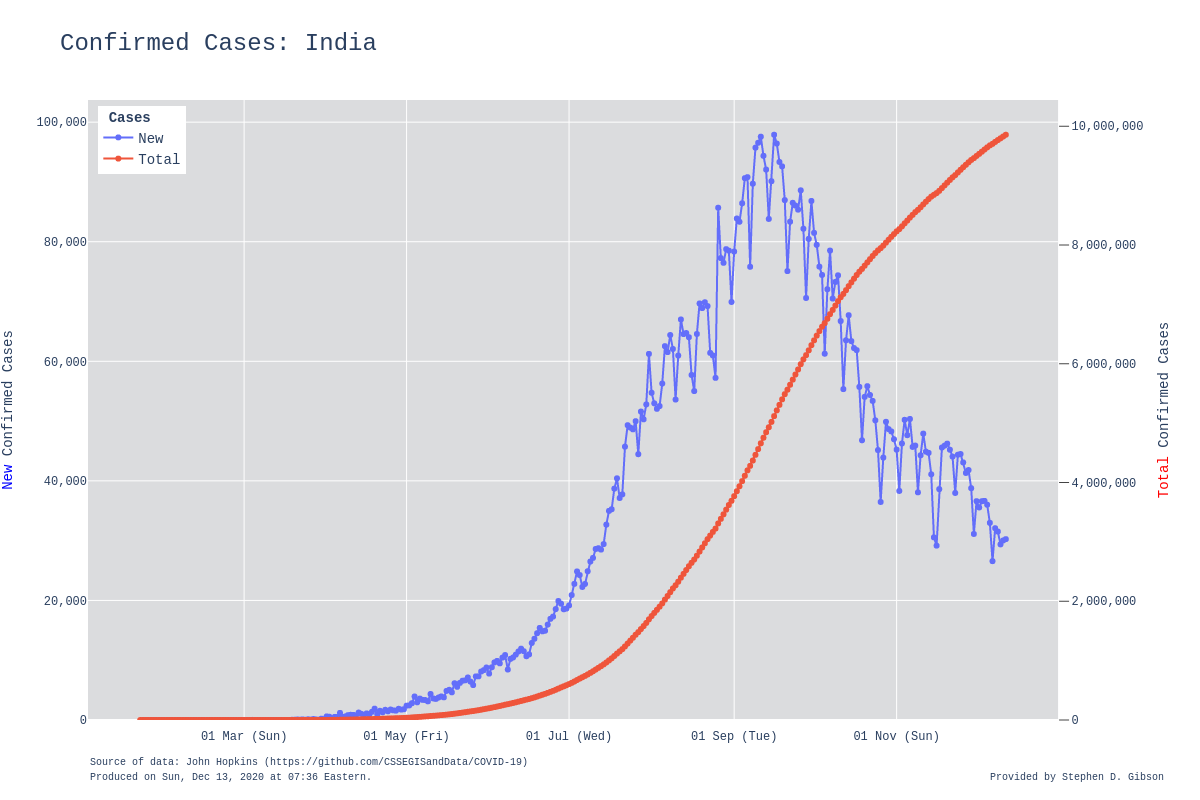 Confirmed Cases: India
Cases
New
Total
100,000
80,000
60,000
40,000
20,000
0
New Confirmed Cases
10,000,000
8,000,000
6,000,000
4,000,000
2,000,000
0
Total Confirmed Cases
01 Mar (Sun)
01 May (Fri)
01 Jul (Wed)
01 Sep (Tue)
01 Nov (Sun)
Source of data: John Hopkins (https://github.com/CSSEGISandData/COVID-19)
Produced on Sun, Dec 13, 2020 at 07:36 Eastern.
Provided by Stephen D. Gibson